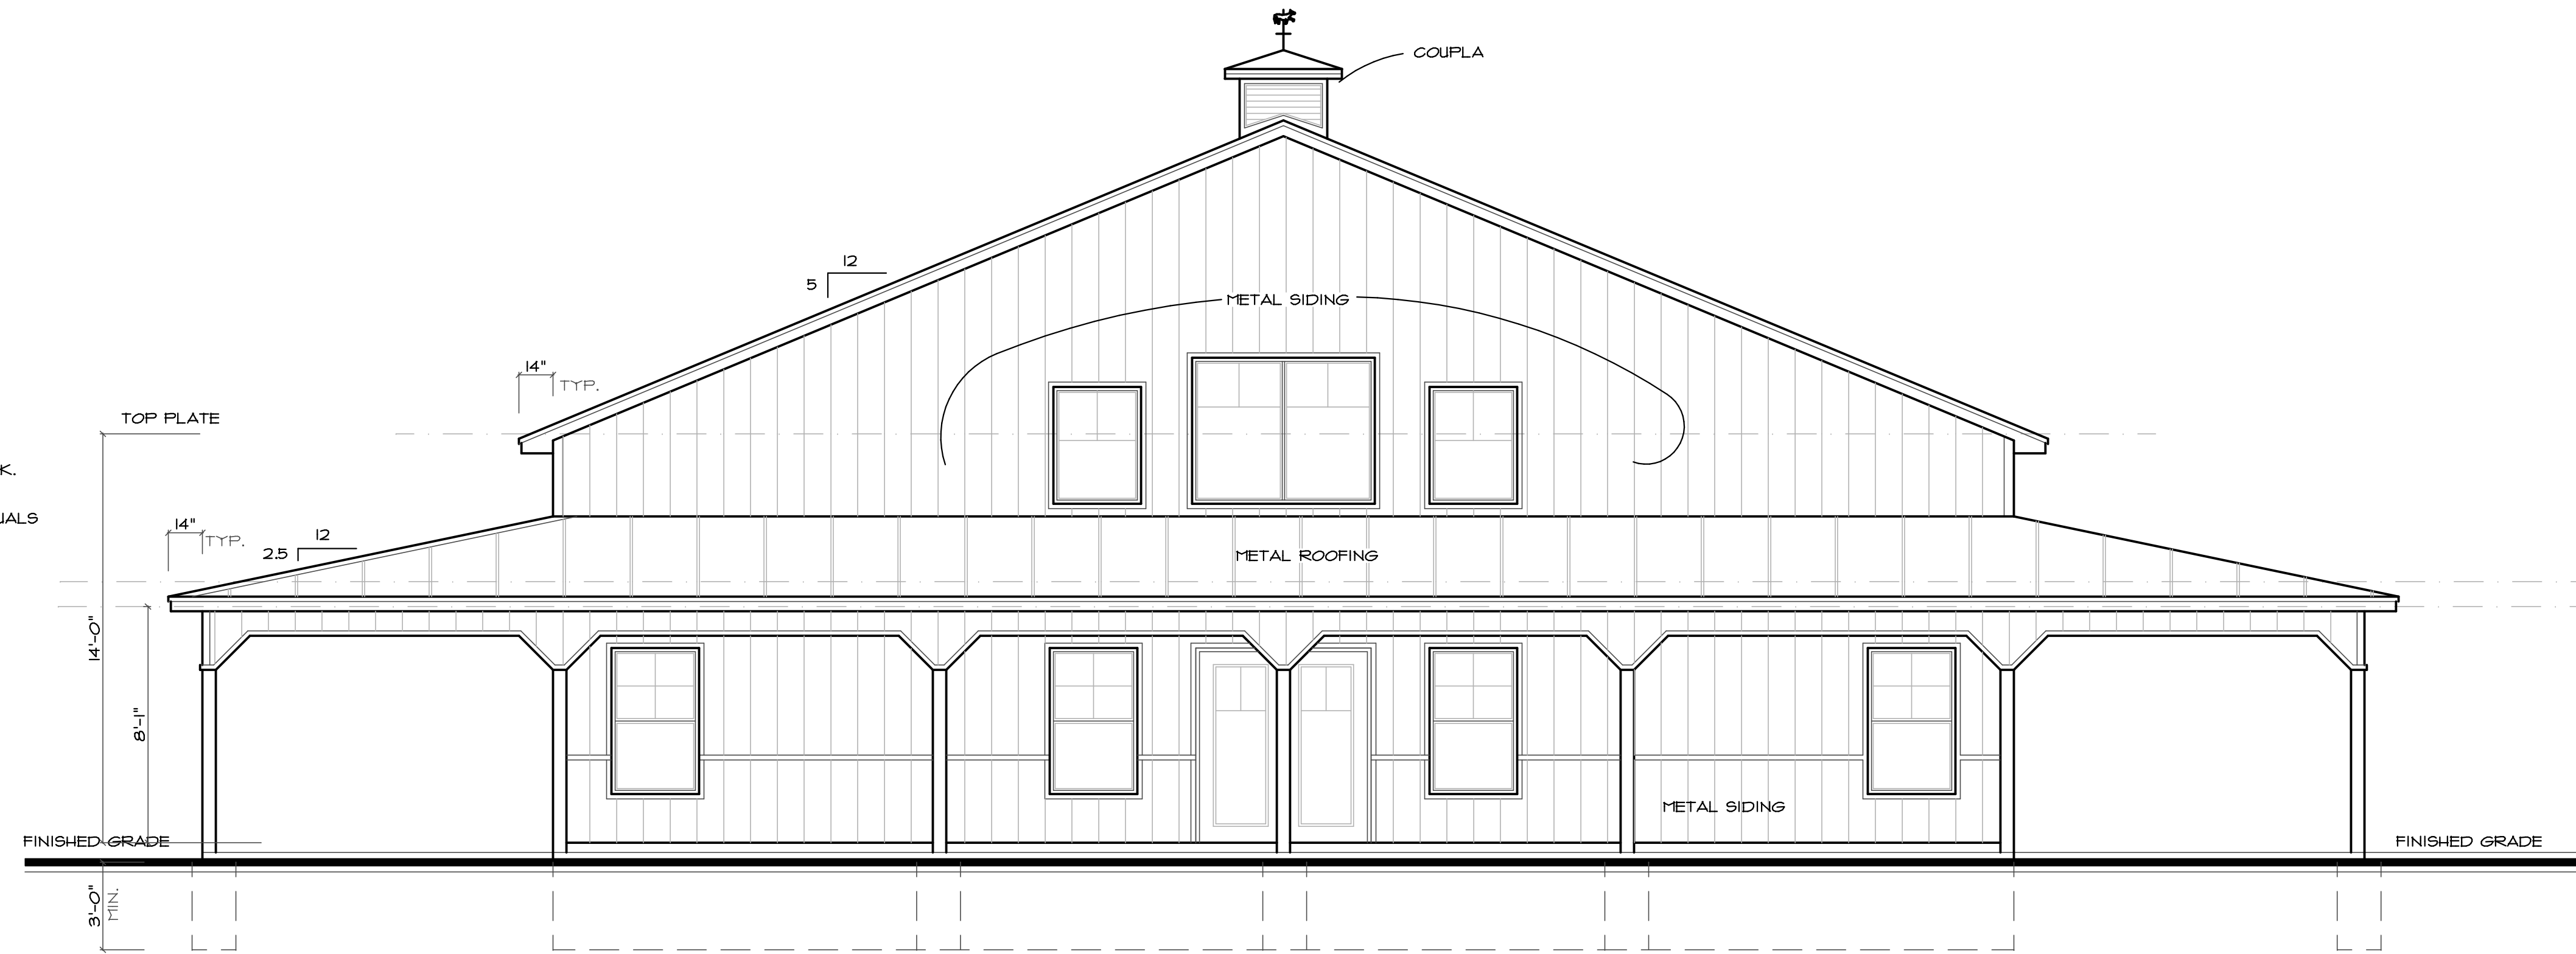 COUPLA
12
5
METAL SIDING
14"
TYP.
TOP PLATE
K.
UALS
14"
TYP.
12
2.5
METAL ROOFING
14'-0"
8'-1"
METAL SIDING
FINISHED GRADE
FINISHED GRADE
3'-0"
MIN.